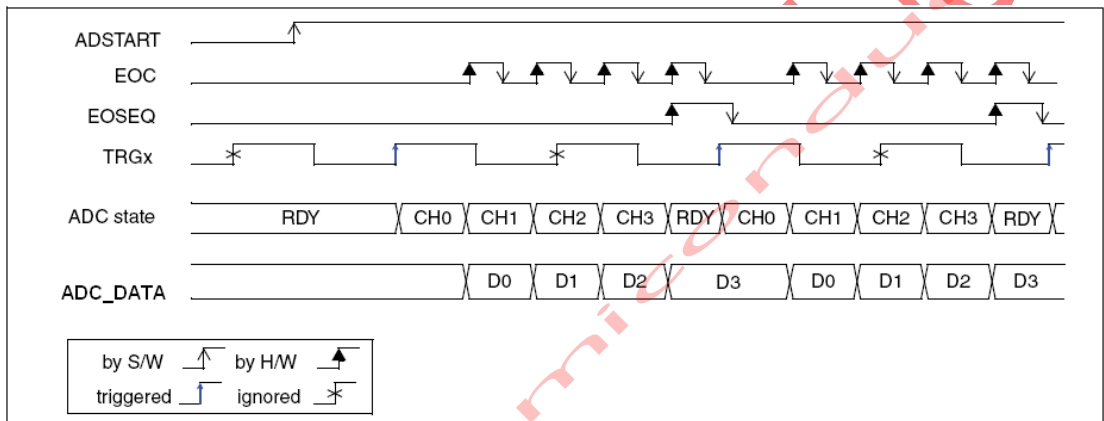 ADSTART
EOC
EOSEQ
TRGx
ADC state RDY CH0 CH1 CH2 CH3 RDY CH0 CH1 CH2 CH3 RDY
ADC_DATA D0 D1 D2 D3 D0 D1 D2 D3
by S/W by H/W
triggered ignored